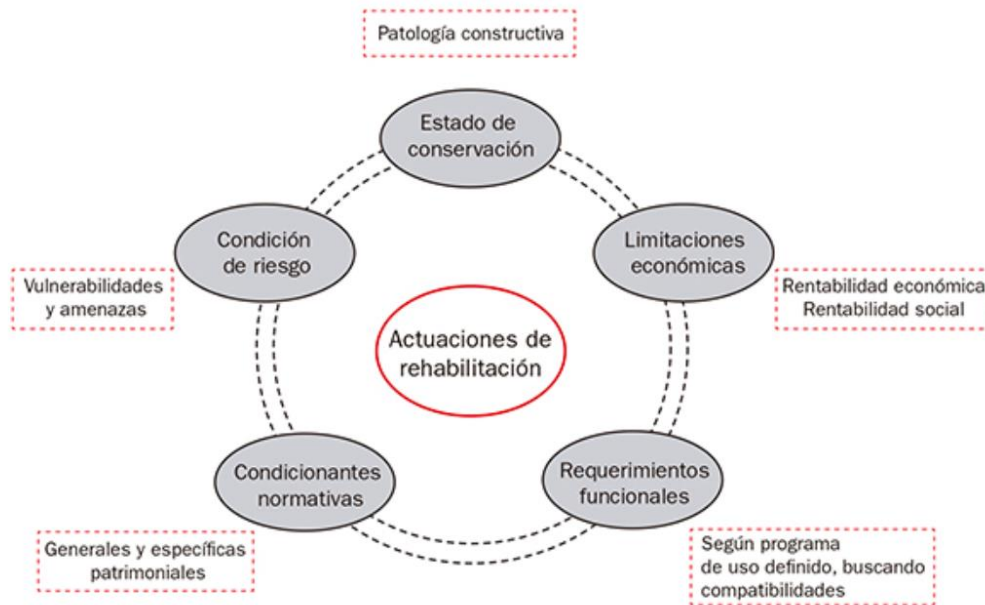 Patología constructiva
Estado de
conservación
Condición
de riesgo
Limitaciones
económicas
Vulnerabilidades
y amenazas
Rentabilidad económica
Rentabilidad social
Actuaciones de
rehabilitación
Condicionantes
normativas
Requerimientos
funcionales
Generales y específicas
patrimoniales
Según programa
de uso definido, buscando
compatibilidades